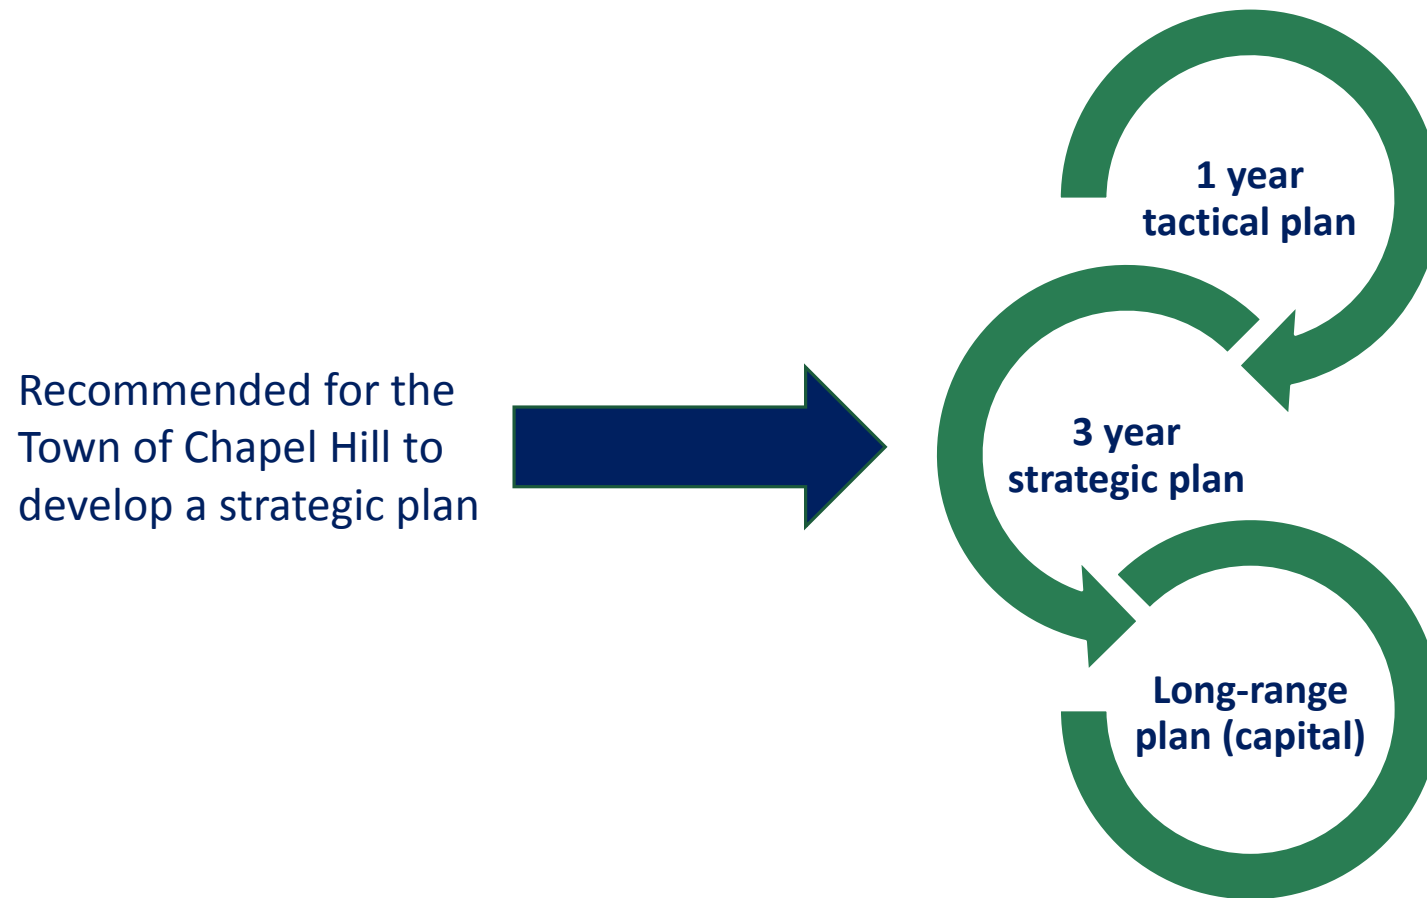 Recommended for the
Town of Chapel Hill to
develop a strategic plan
1 year
tactical plan
3 year
strategic plan
Long-range
plan (capital)